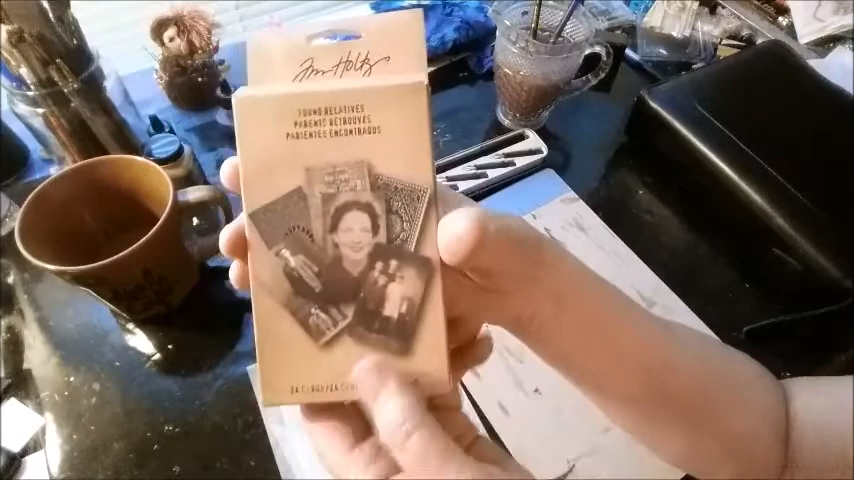 Tim Holtz
FOUND RELATIVES
PARENTS RETROUVÉS
PARIENTES ENCONTRADOS